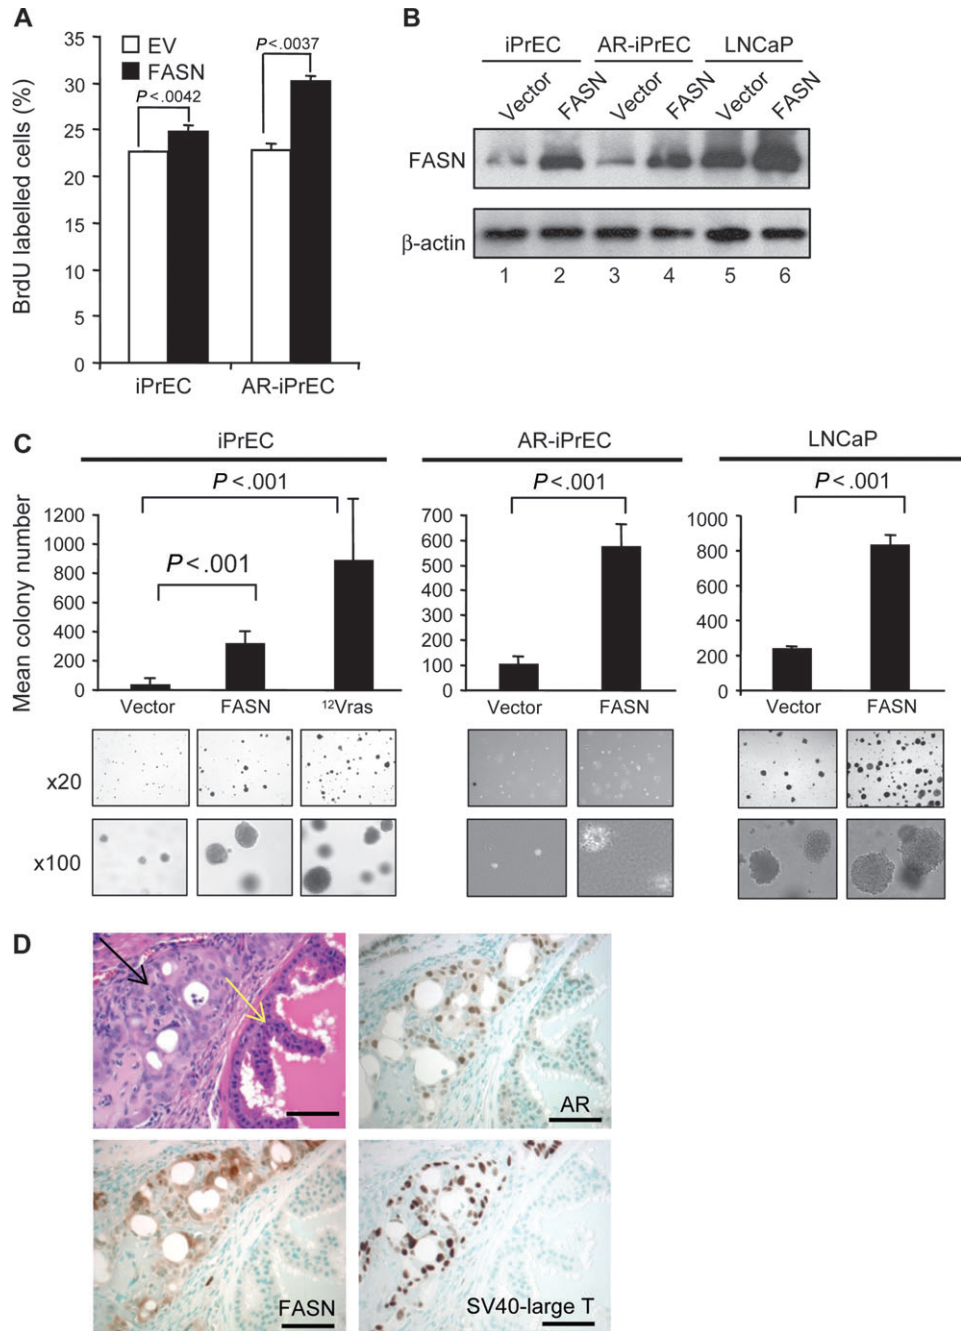 A
35
30
25
20
15
10
5
0
BrdU labelled cells (%)
EV
FASN
P<.0042
P<.0037
iPrEC
AR-iPrEC
B
iPrEC
AR-iPrEC
LNCaP
Vector
FASN
Vector
FASN
Vector
FASN
FASN
β-actin
1 2 3 4 5 6
C
iPrEC
P<.001
P<.001
Mean colony number
1200
1000
800
600
400
200
0
Vector FASN ¹²Vras
AR-iPrEC
P<.001
700
600
500
400
300
200
100
0
Vector FASN
LNCaP
P<.001
1000
800
600
400
200
0
Vector FASN
x20
x100
D
AR
FASN
SV40-large T